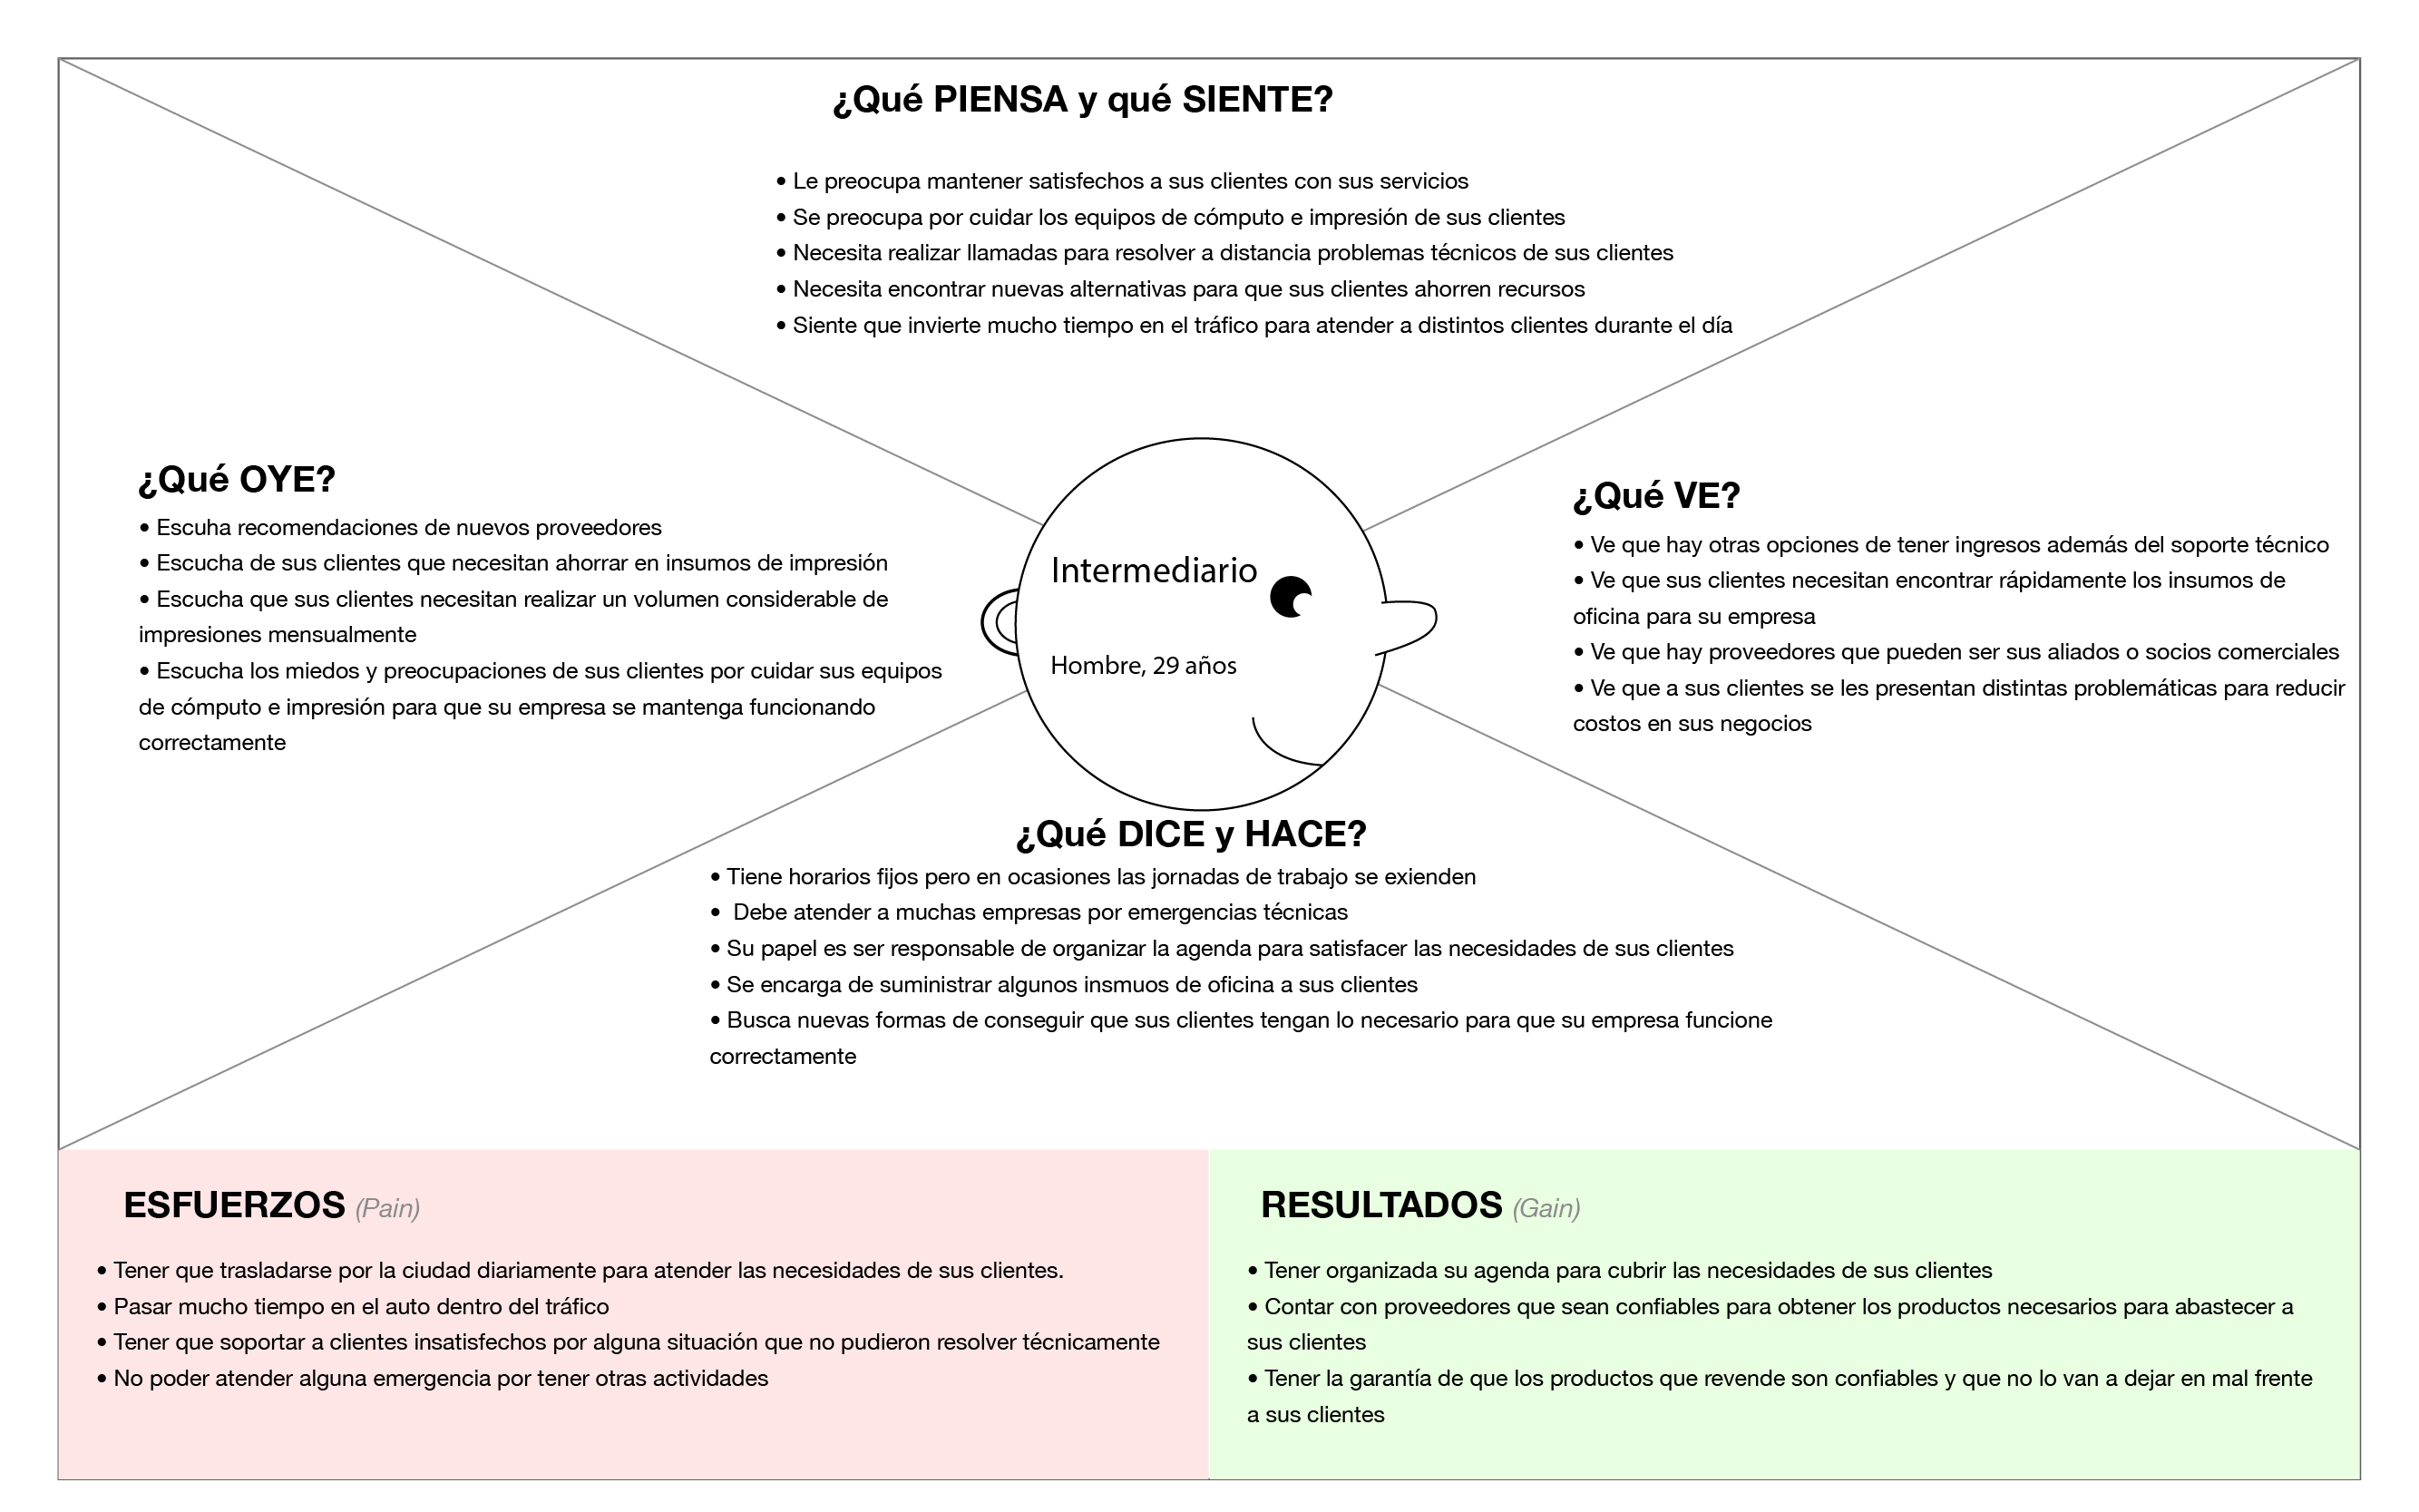 ¿Qué PIENSA y qué SIENTE?
• Le preocupa mantener satisfechos a sus clientes con sus servicios
• Se preocupa por cuidar los equipos de cómputo e impresión de sus clientes
• Necesita realizar llamadas para resolver a distancia problemas técnicos de sus clientes
• Necesita encontrar nuevas alternativas para que sus clientes ahorren recursos
• Siente que invierte mucho tiempo en el tráfico para atender a distintos clientes durante el día
¿Qué OYE?
• Escuha recomendaciones de nuevos proveedores
• Escucha de sus clientes que necesitan ahorrar en insumos de impresión
• Escucha que sus clientes necesitan realizar un volumen considerable de
impresiones mensualmente
• Escucha los miedos y preocupaciones de sus clientes por cuidar sus equipos
de cómputo e impresión para que su empresa se mantenga funcionando
correctamente
Intermediario
Hombre, 29 años
¿Qué VE?
• Ve que hay otras opciones de tener ingresos además del soporte técnico
• Ve que sus clientes necesitan encontrar rápidamente los insumos de
oficina para su empresa
• Ve que hay proveedores que pueden ser sus aliados o socios comerciales
• Ve que a sus clientes se les presentan distintas problemáticas para reducir
costos en sus negocios
¿Qué DICE y HACE?
• Tiene horarios fijos pero en ocasiones las jornadas de trabajo se exienden
• Debe atender a muchas empresas por emergencias técnicas
• Su papel es ser responsable de organizar la agenda para satisfacer las necesidades de sus clientes
• Se encarga de suministrar algunos insmuos de oficina a sus clientes
• Busca nuevas formas de conseguir que sus clientes tengan lo necesario para que su empresa funcione
correctamente
ESFUERZOS (Pain)
• Tener que trasladarse por la ciudad diariamente para atender las necesidades de sus clientes.
• Pasar mucho tiempo en el auto dentro del tráfico
• Tener que soportar a clientes insatisfechos por alguna situación que no pudieron resolver técnicamente
• No poder atender alguna emergencia por tener otras actividades
RESULTADOS (Gain)
• Tener organizada su agenda para cubrir las necesidades de sus clientes
• Contar con proveedores que sean confiables para obtener los productos necesarios para abastecer a
sus clientes
• Tener la garantía de que los productos que revende son confiables y que no lo van a dejar en mal frente
a sus clientes